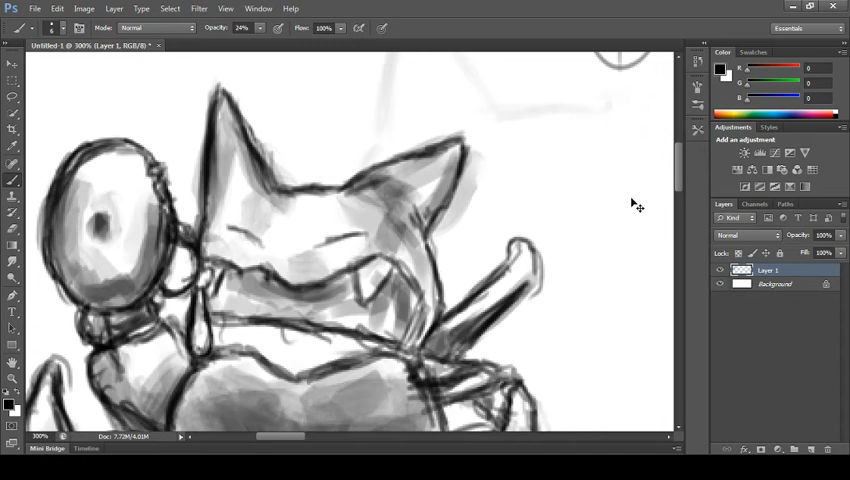 Ps File Edit Image Layer Type Select Filter View Window Help
6 Mode: Normal Opacity: 24% Flow: 100% Essentials
Untitled-1 @ 300% (Layer 1, RGB/8) * ×
Color Swatches
R 0
G 0
B 0
Adjustments Styles
Add an adjustment
Layers Channels Paths
Kind
Normal Opacity: 100%
Lock: Fill: 100%
Layer 1
Background
300% Doc: 7.72M/4.01M
Mini Bridge Timeline
fx